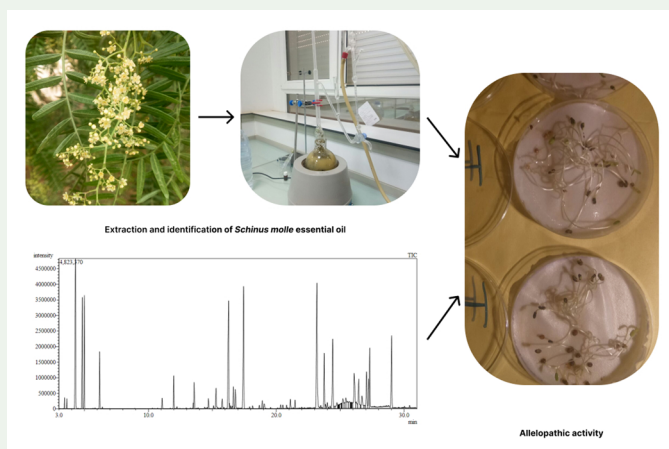 Extraction and identification of Schinus molle essential oil
intensity
TIC
4,823,370
4500000
4000000
3500000
3000000
2500000
2000000
1500000
1000000
500000
0
3.0 10.0 20.0 30.0
min
Allelopathic activity